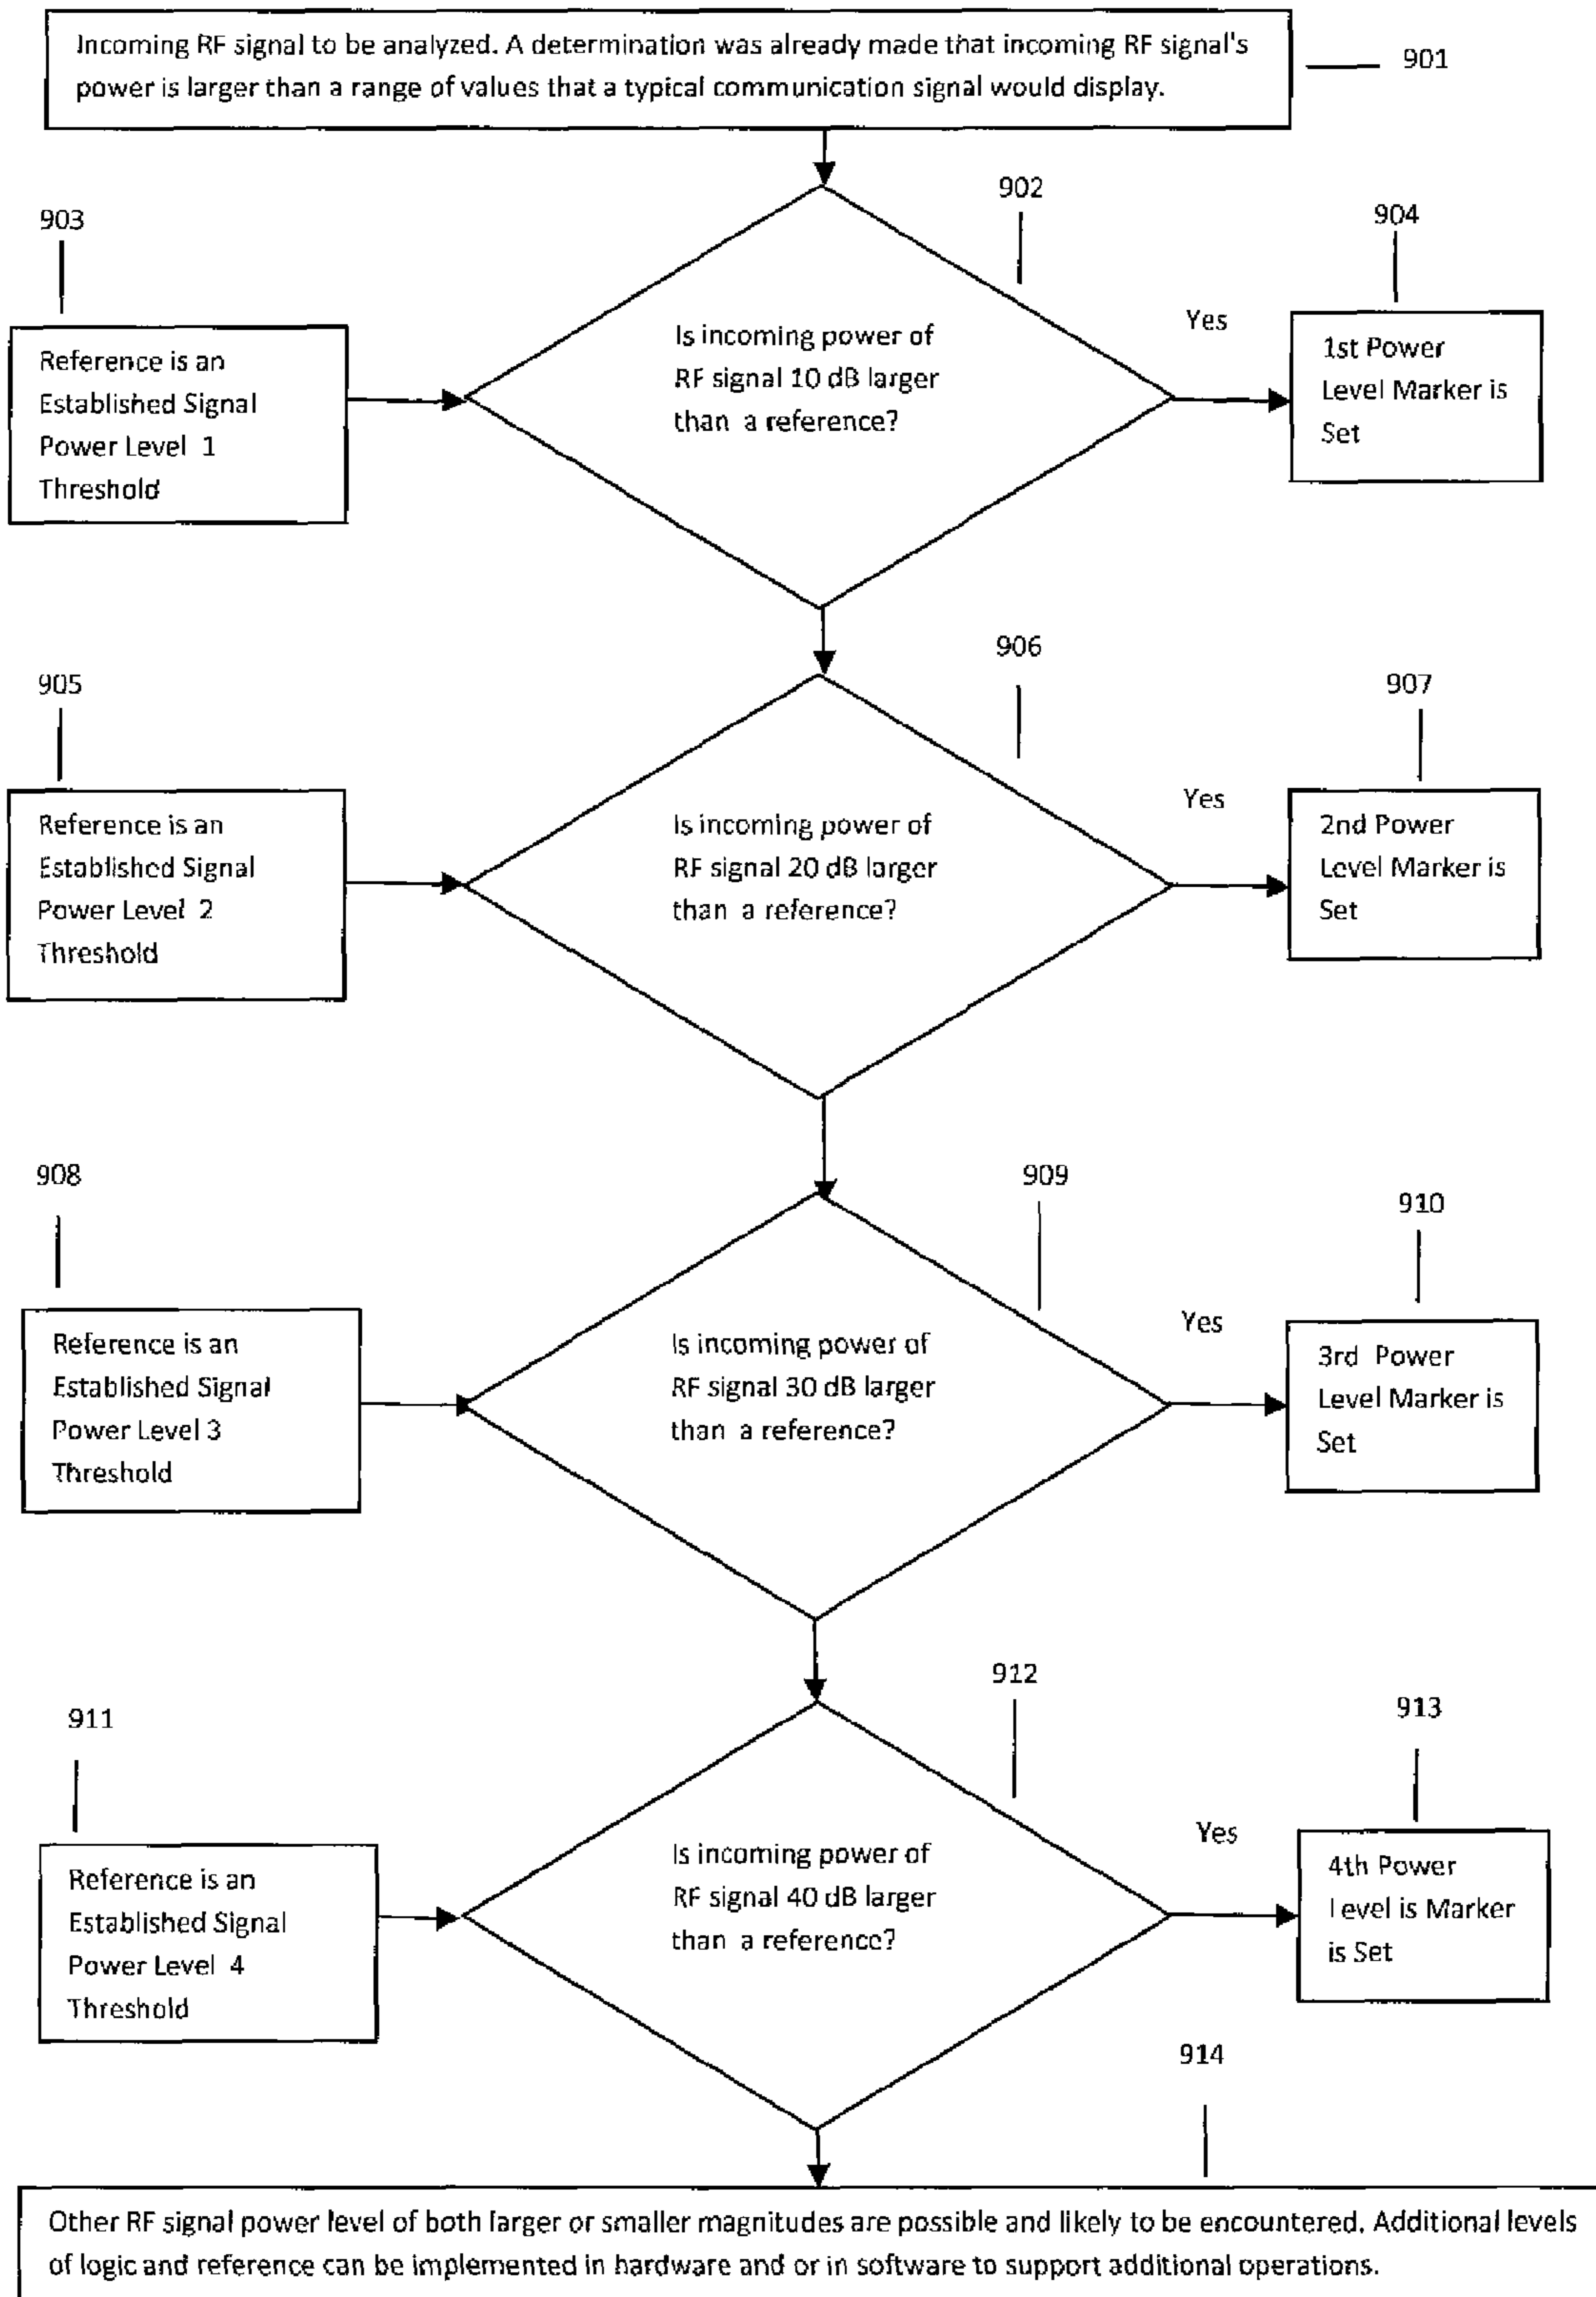 Incoming RF signal to be analyzed. A determination was already made that incoming RF signal's
power is larger than a range of values that a typical communication signal would display.
901
902
903
904
Is incoming power of
RF signal 10 dB larger
than a reference?
Yes
Reference is an
Established Signal
Power Level 1
Threshold
1st Power
Level Marker is
Set
905
906
907
Is incoming power of
RF signal 20 dB larger
than a reference?
Yes
Reference is an
Established Signal
Power Level 2
Threshold
2nd Power
Level Marker is
Set
908
909
910
Is incoming power of
RF signal 30 dB larger
than a reference?
Yes
Reference is an
Established Signal
Power Level 3
Threshold
3rd Power
Level Marker is
Set
911
912
913
Is incoming power of
RF signal 40 dB larger
than a reference?
Yes
Reference is an
Established Signal
Power Level 4
Threshold
4th Power
Level is Marker
is Set
914
Other RF signal power level of both larger or smaller magnitudes are possible and likely to be encountered. Additional levels
of logic and reference can be implemented in hardware and or in software to support additional operations.